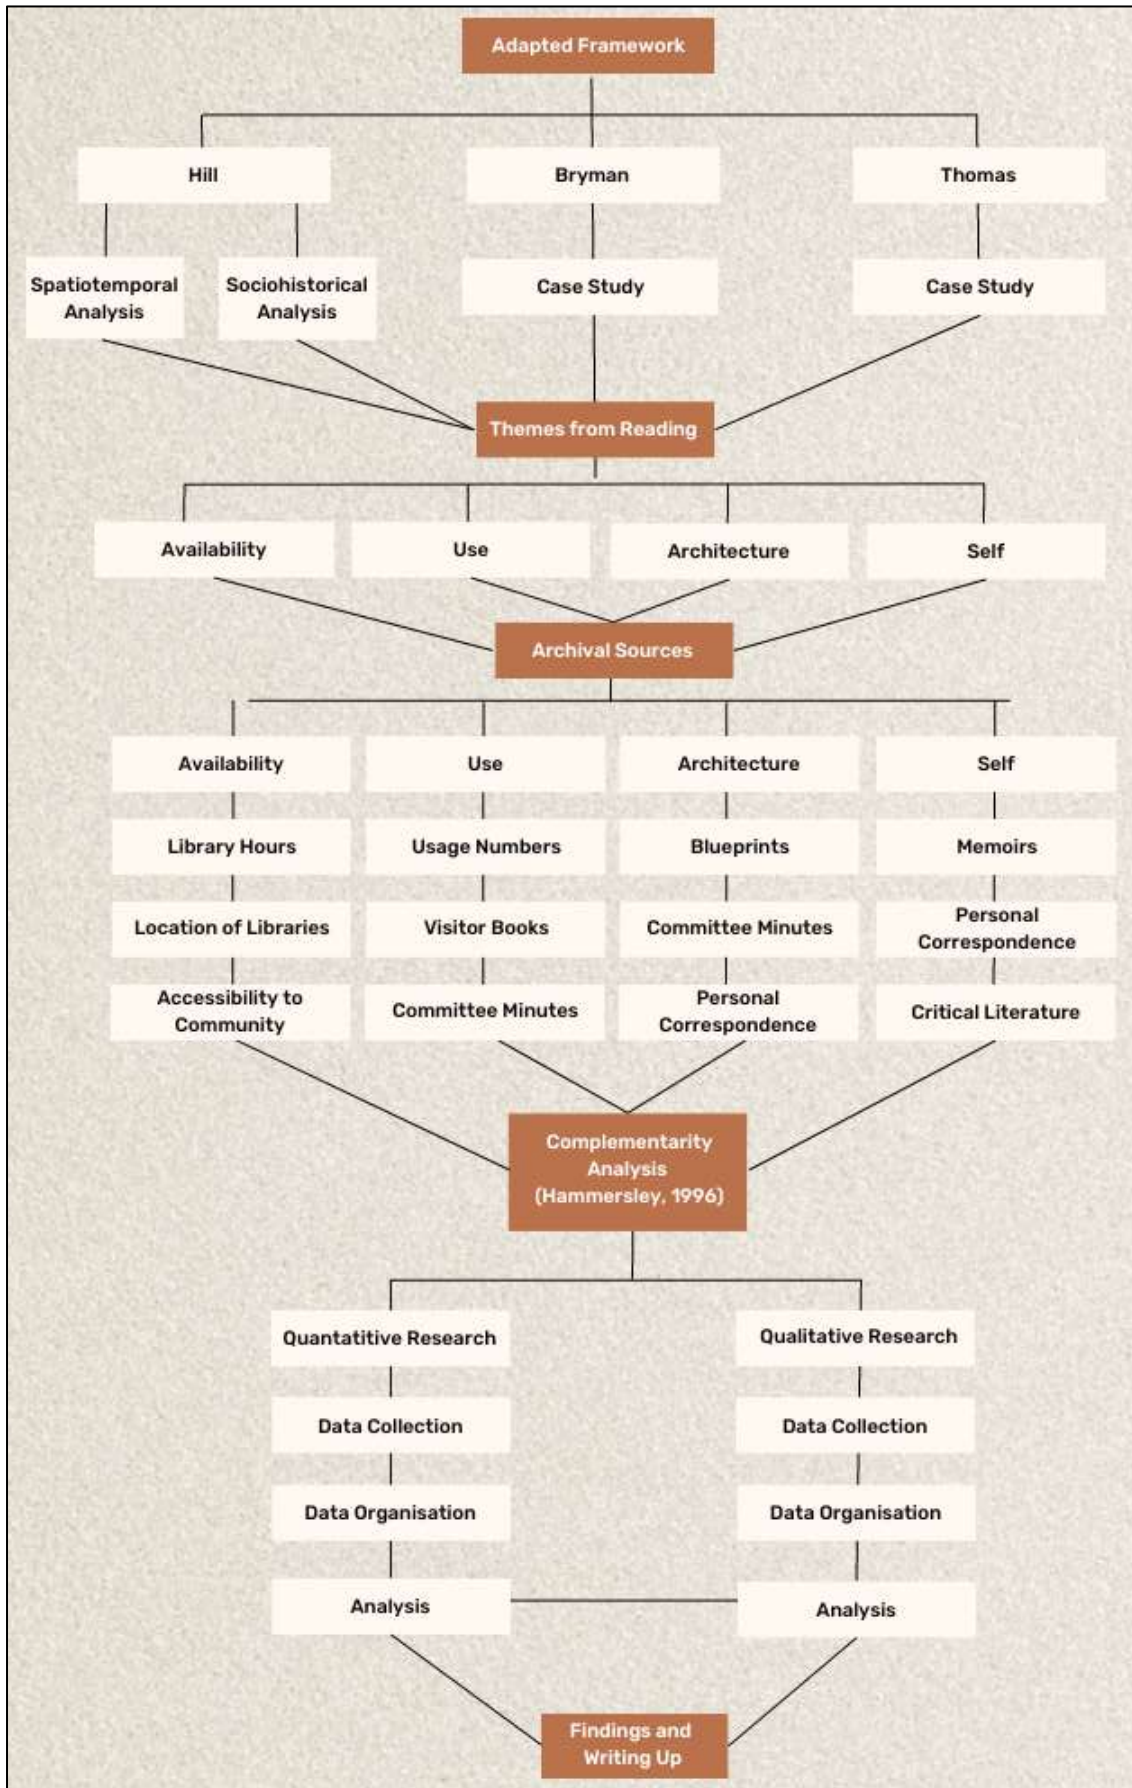 Adapted Framework
Hill
Bryman
Thomas
Spatiotemporal
Analysis
Sociohistorical
Analysis
Case Study
Case Study
Themes from Reading
Availability
Use
Architecture
Self
Archival Sources
Availability
Use
Architecture
Self
Library Hours
Usage Numbers
Blueprints
Memoirs
Location of Libraries
Visitor Books
Committee Minutes
Personal
Correspondence
Accessibility to
Community
Committee Minutes
Personal
Correspondence
Critical Literature
Complementarity
Analysis
(Hammersley, 1996)
Quantatitive Research
Qualitative Research
Data Collection
Data Collection
Data Organisation
Data Organisation
Analysis
Analysis
Findings and
Writing Up